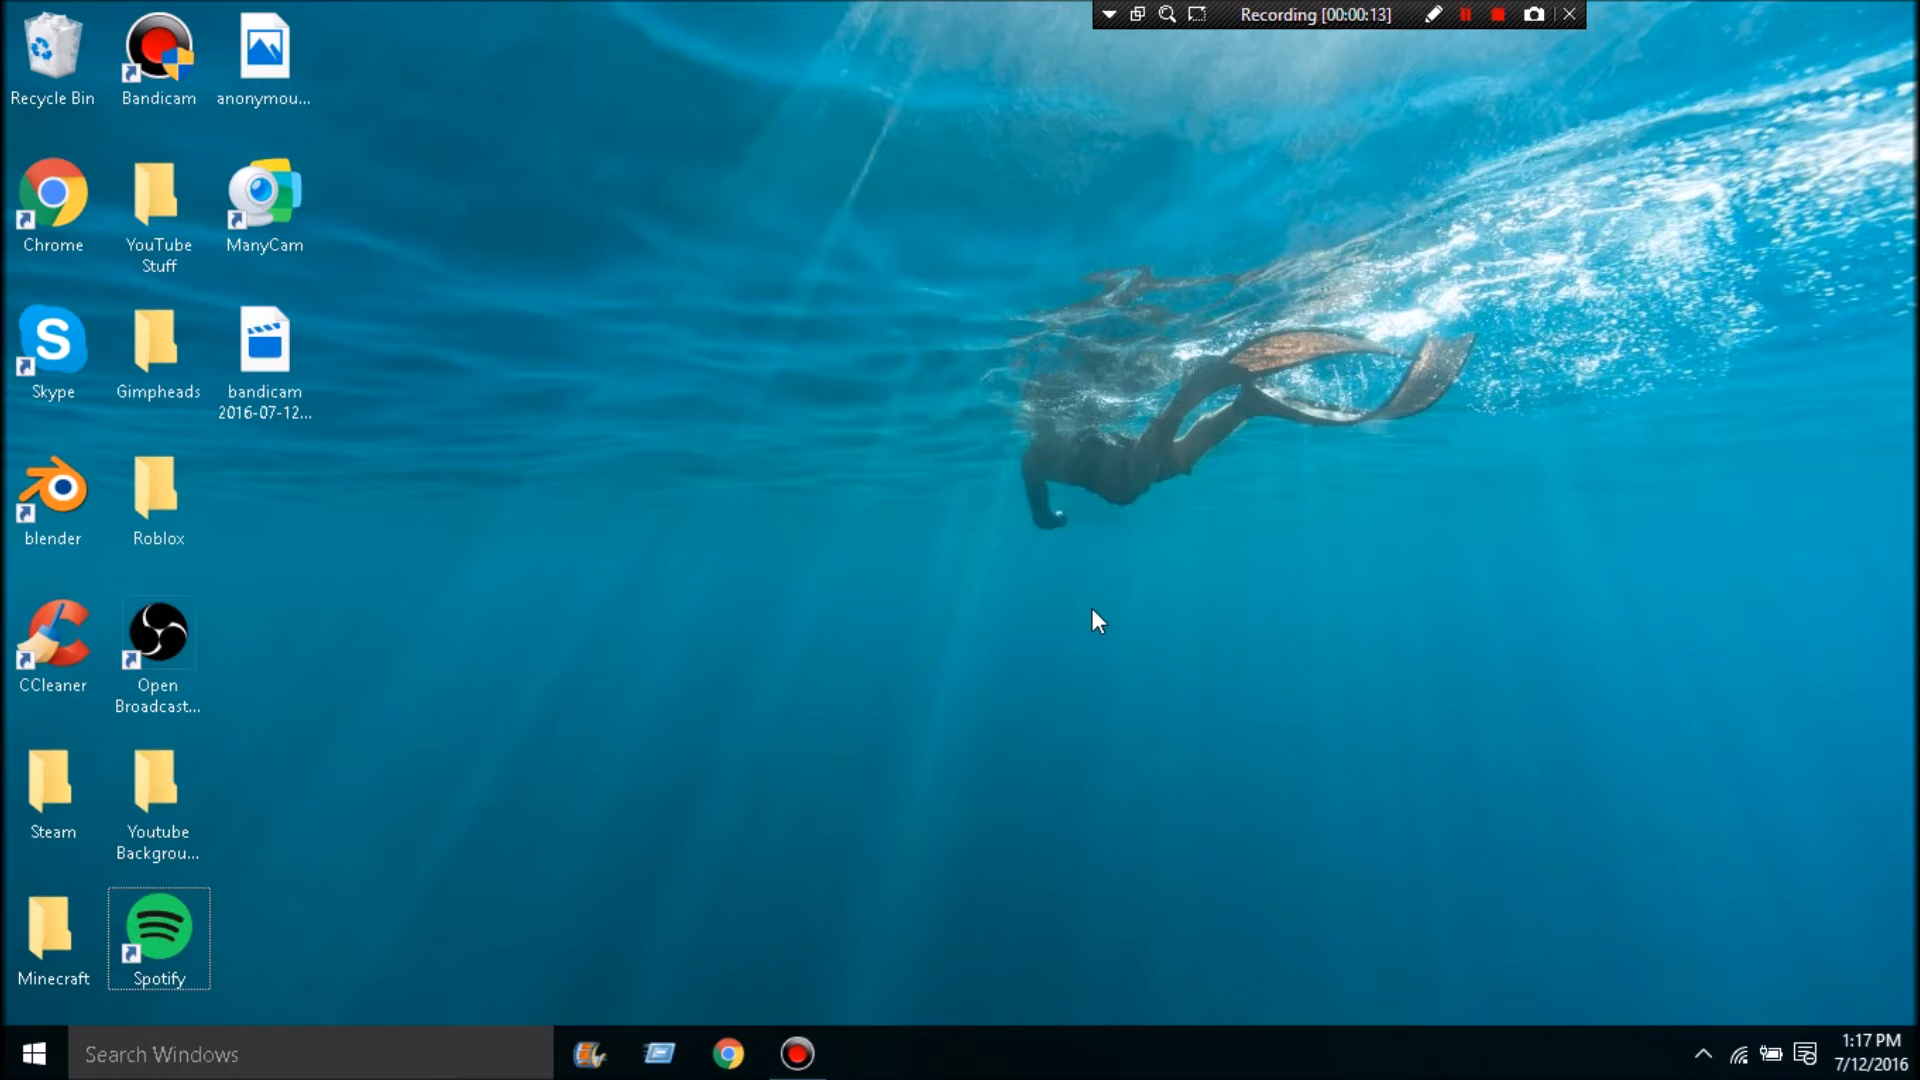 Recording [00:00:13]
Recycle Bin
Bandicam
anonymou...
Chrome
YouTube
Stuff
ManyCam
Skype
Gimpheads
bandicam
2016-07-12...
blender
Roblox
CCleaner
Open
Broadcast...
Steam
Youtube
Backgrou...
Minecraft
Spotify
Search Windows
1:17 PM
7/12/2016